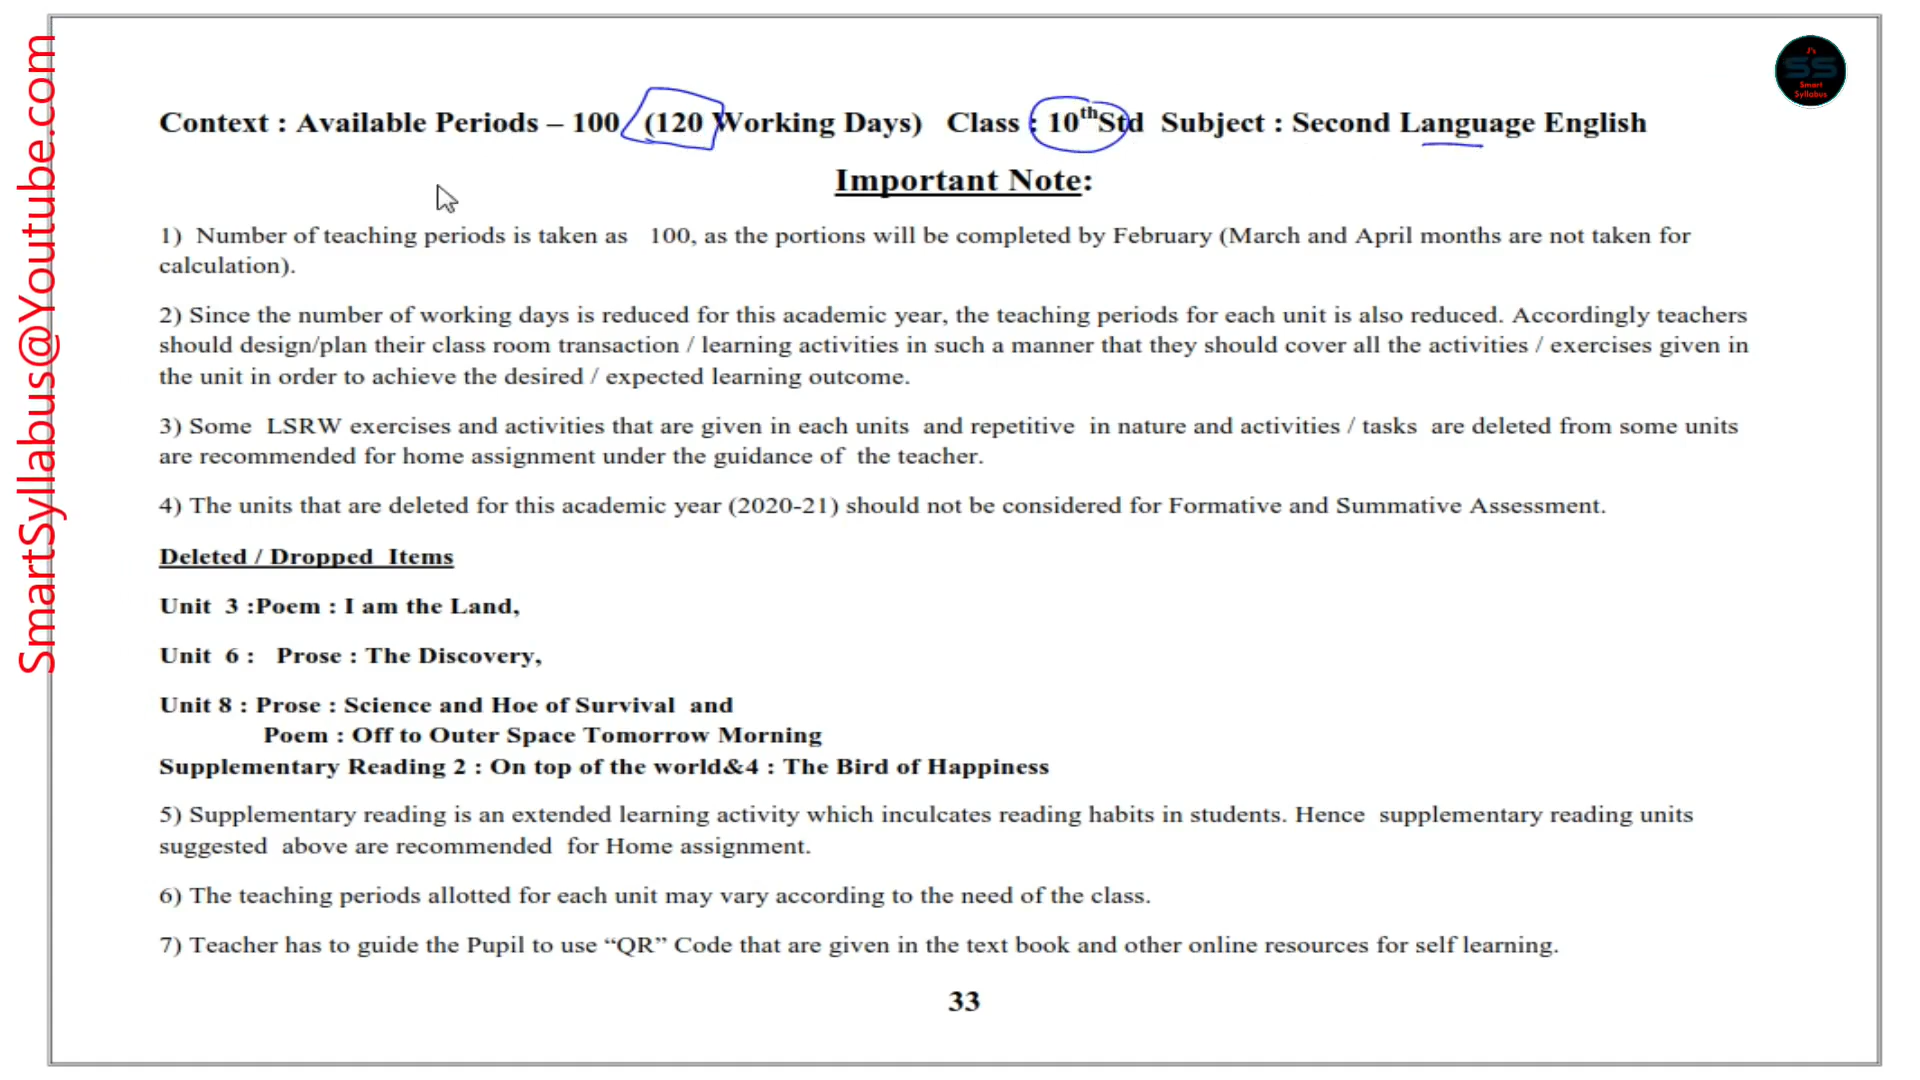 SmartSyllabus@Youtube.com
J's
SS
Smart
Syllabus
Context : Available Periods – 100 (120 Working Days) Class : 10thStd Subject : Second Language English
Important Note:
1) Number of teaching periods is taken as 100, as the portions will be completed by February (March and April months are not taken for
calculation).
2) Since the number of working days is reduced for this academic year, the teaching periods for each unit is also reduced. Accordingly teachers
should design/plan their class room transaction / learning activities in such a manner that they should cover all the activities / exercises given in
the unit in order to achieve the desired / expected learning outcome.
3) Some LSRW exercises and activities that are given in each units and repetitive in nature and activities / tasks are deleted from some units
are recommended for home assignment under the guidance of the teacher.
4) The units that are deleted for this academic year (2020-21) should not be considered for Formative and Summative Assessment.
Deleted / Dropped Items
Unit 3 :Poem : I am the Land,
Unit 6 : Prose : The Discovery,
Unit 8 : Prose : Science and Hoe of Survival and
Poem : Off to Outer Space Tomorrow Morning
Supplementary Reading 2 : On top of the world&4 : The Bird of Happiness
5) Supplementary reading is an extended learning activity which inculcates reading habits in students. Hence supplementary reading units
suggested above are recommended for Home assignment.
6) The teaching periods allotted for each unit may vary according to the need of the class.
7) Teacher has to guide the Pupil to use “QR” Code that are given in the text book and other online resources for self learning.
33